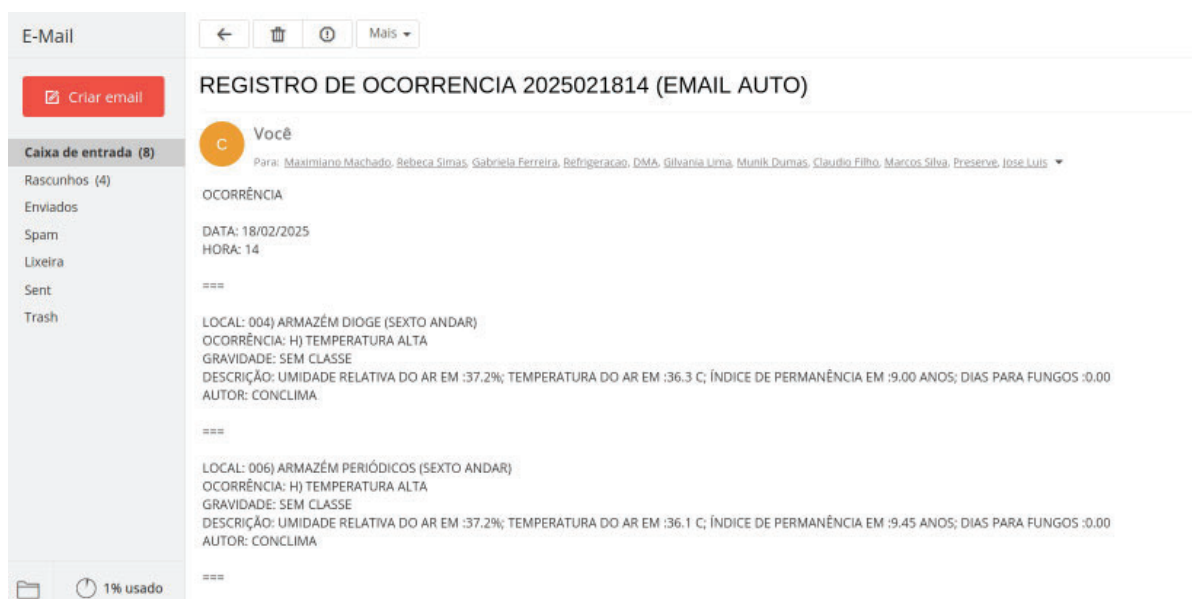 E-Mail
Mais
Criar email
REGISTRO DE OCORRENCIA 2025021814 (EMAIL AUTO)
C
Você
Para: Maximiano Machado, Rebeca Simas, Gabriela Ferreira, Refrigeracao, DMA, Gilvania Lima, Munik Dumas, Claudio Filho, Marcos Silva, Preserve, Jose Luis
Caixa de entrada (8)
Rascunhos (4)
Enviados
Spam
Lixeira
Sent
Trash
OCORRÊNCIA
DATA: 18/02/2025
HORA: 14
===
LOCAL: 004) ARMAZÉM DIOGE (SEXTO ANDAR)
OCORRÊNCIA: H) TEMPERATURA ALTA
GRAVIDADE: SEM CLASSE
DESCRIÇÃO: UMIDADE RELATIVA DO AR EM :37.2%; TEMPERATURA DO AR EM :36.3 C; ÍNDICE DE PERMANÊNCIA EM :9.00 ANOS; DIAS PARA FUNGOS :0.00
AUTOR: CONCLIMA
===
LOCAL: 006) ARMAZÉM PERIÓDICOS (SEXTO ANDAR)
OCORRÊNCIA: H) TEMPERATURA ALTA
GRAVIDADE: SEM CLASSE
DESCRIÇÃO: UMIDADE RELATIVA DO AR EM :37.2%; TEMPERATURA DO AR EM :36.1 C; ÍNDICE DE PERMANÊNCIA EM :9.45 ANOS; DIAS PARA FUNGOS :0.00
AUTOR: CONCLIMA
===
1% usado